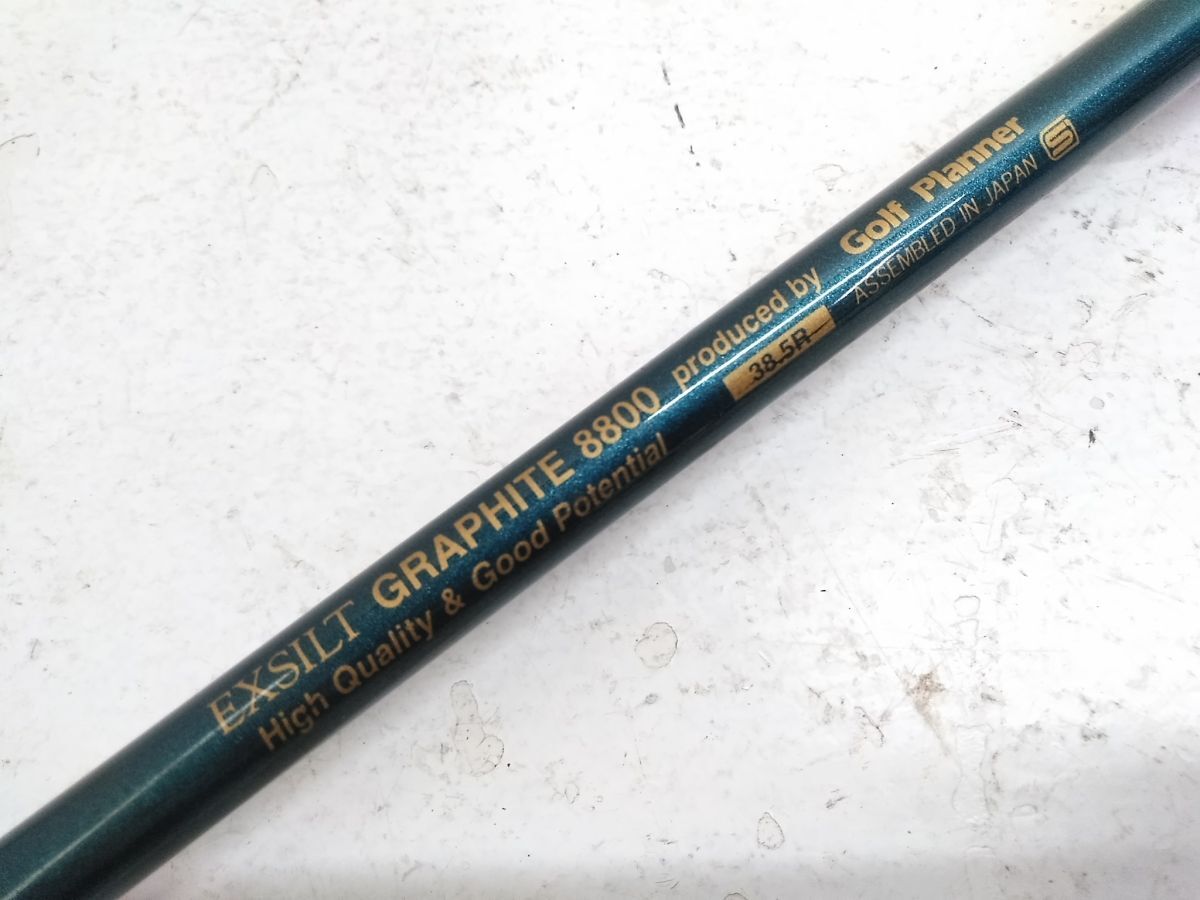 EXSILT GRAPHITE 8800 produced by Golf Planner
High Quality & Good Potential 38.5R ASSEMBLED IN JAPAN S